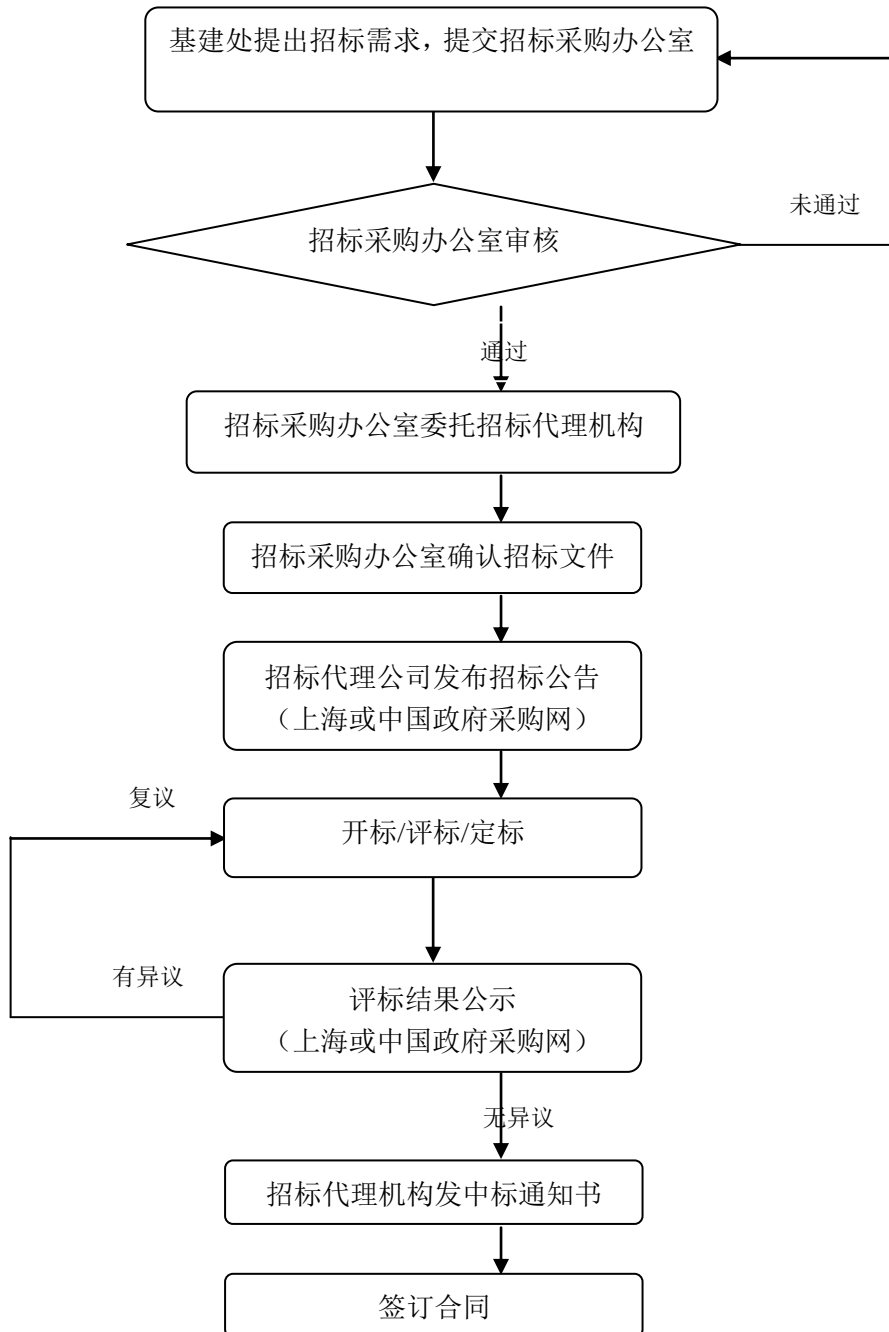 基建处提出招标需求，提交招标采购办公室
招标采购办公室审核
未通过
通过
招标采购办公室委托招标代理机构
招标采购办公室确认招标文件
招标代理公司发布招标公告
（上海或中国政府采购网）
复议
开标/评标/定标
有异议
评标结果公示
（上海或中国政府采购网）
无异议
招标代理机构发中标通知书
签订合同